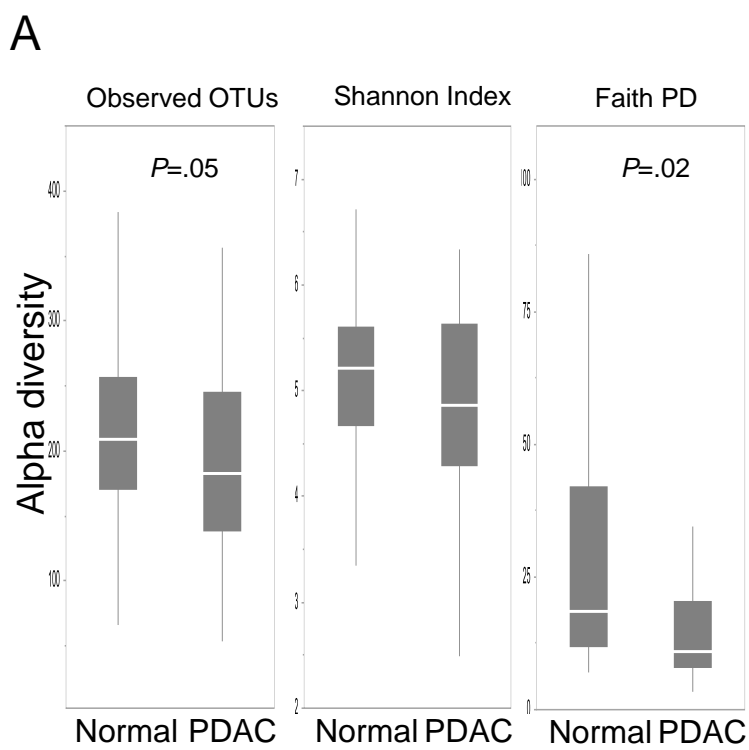 A
Observed OTUs
Shannon Index
Faith PD
P=.05
P=.02
Alpha diversity
400
300
200
100
7
6
5
4
3
2
100
75
50
25
0
Normal PDAC
Normal PDAC
Normal PDAC